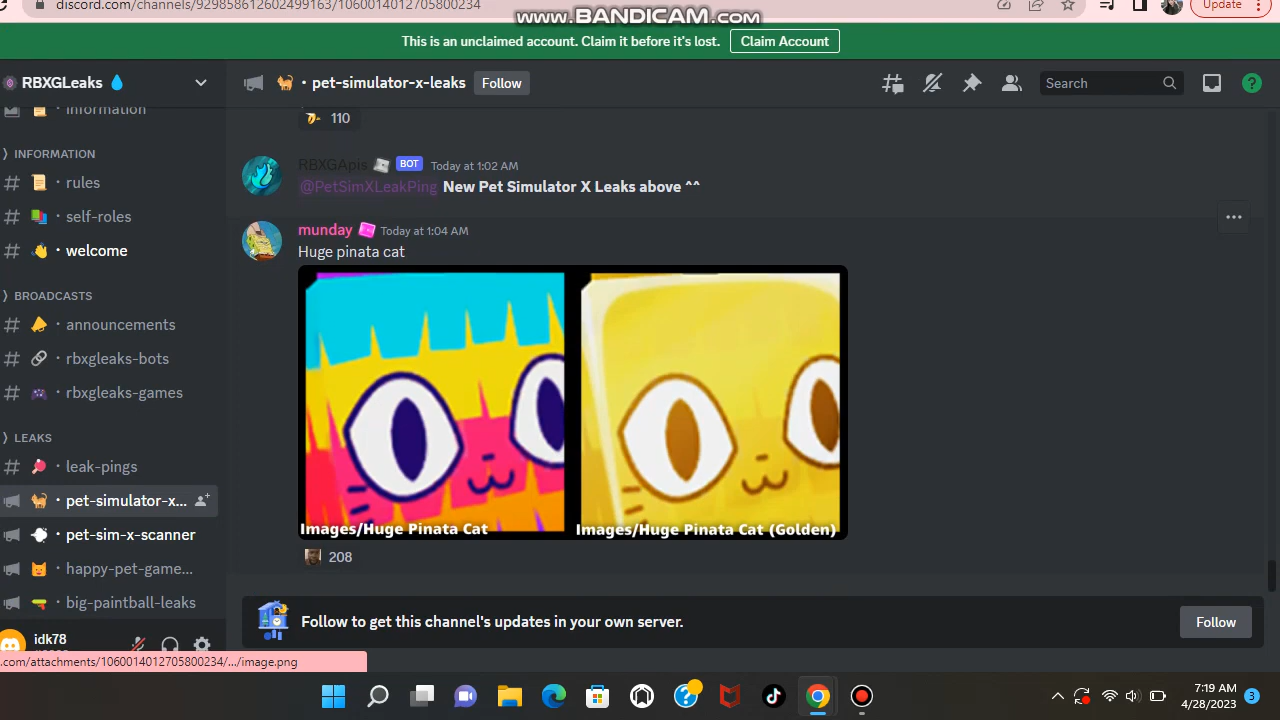 discord.com/channels/929858612602499163/1060014012705800234
Update
www.BANDICAM.com
This is an unclaimed account. Claim it before it's lost.
Claim Account
RBXGLeaks
pet-simulator-x-leaks
Follow
Search
information
110
INFORMATION
rules
self-roles
welcome
BROADCASTS
announcements
rbxgleaks-bots
rbxgleaks-games
LEAKS
leak-pings
pet-simulator-x...
pet-sim-x-scanner
happy-pet-game...
big-paintball-leaks
idk78
RBXGApis BOT Today at 1:02 AM
@PetSimXLeakPing New Pet Simulator X Leaks above ^^
munday Today at 1:04 AM
Huge pinata cat
Images/Huge Pinata Cat
Images/Huge Pinata Cat (Golden)
208
Follow to get this channel's updates in your own server.
Follow
.com/attachments/1060014012705800234/.../image.png
7:19 AM
4/28/2023
3